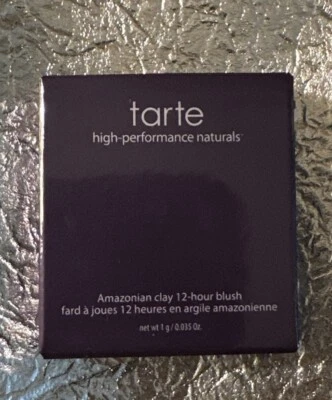 tarte
high-performance naturals™
Amazonian clay 12-hour blush
fard à joues 12 heures en argile amazonienne
net wt 1 g / 0.035 Oz.